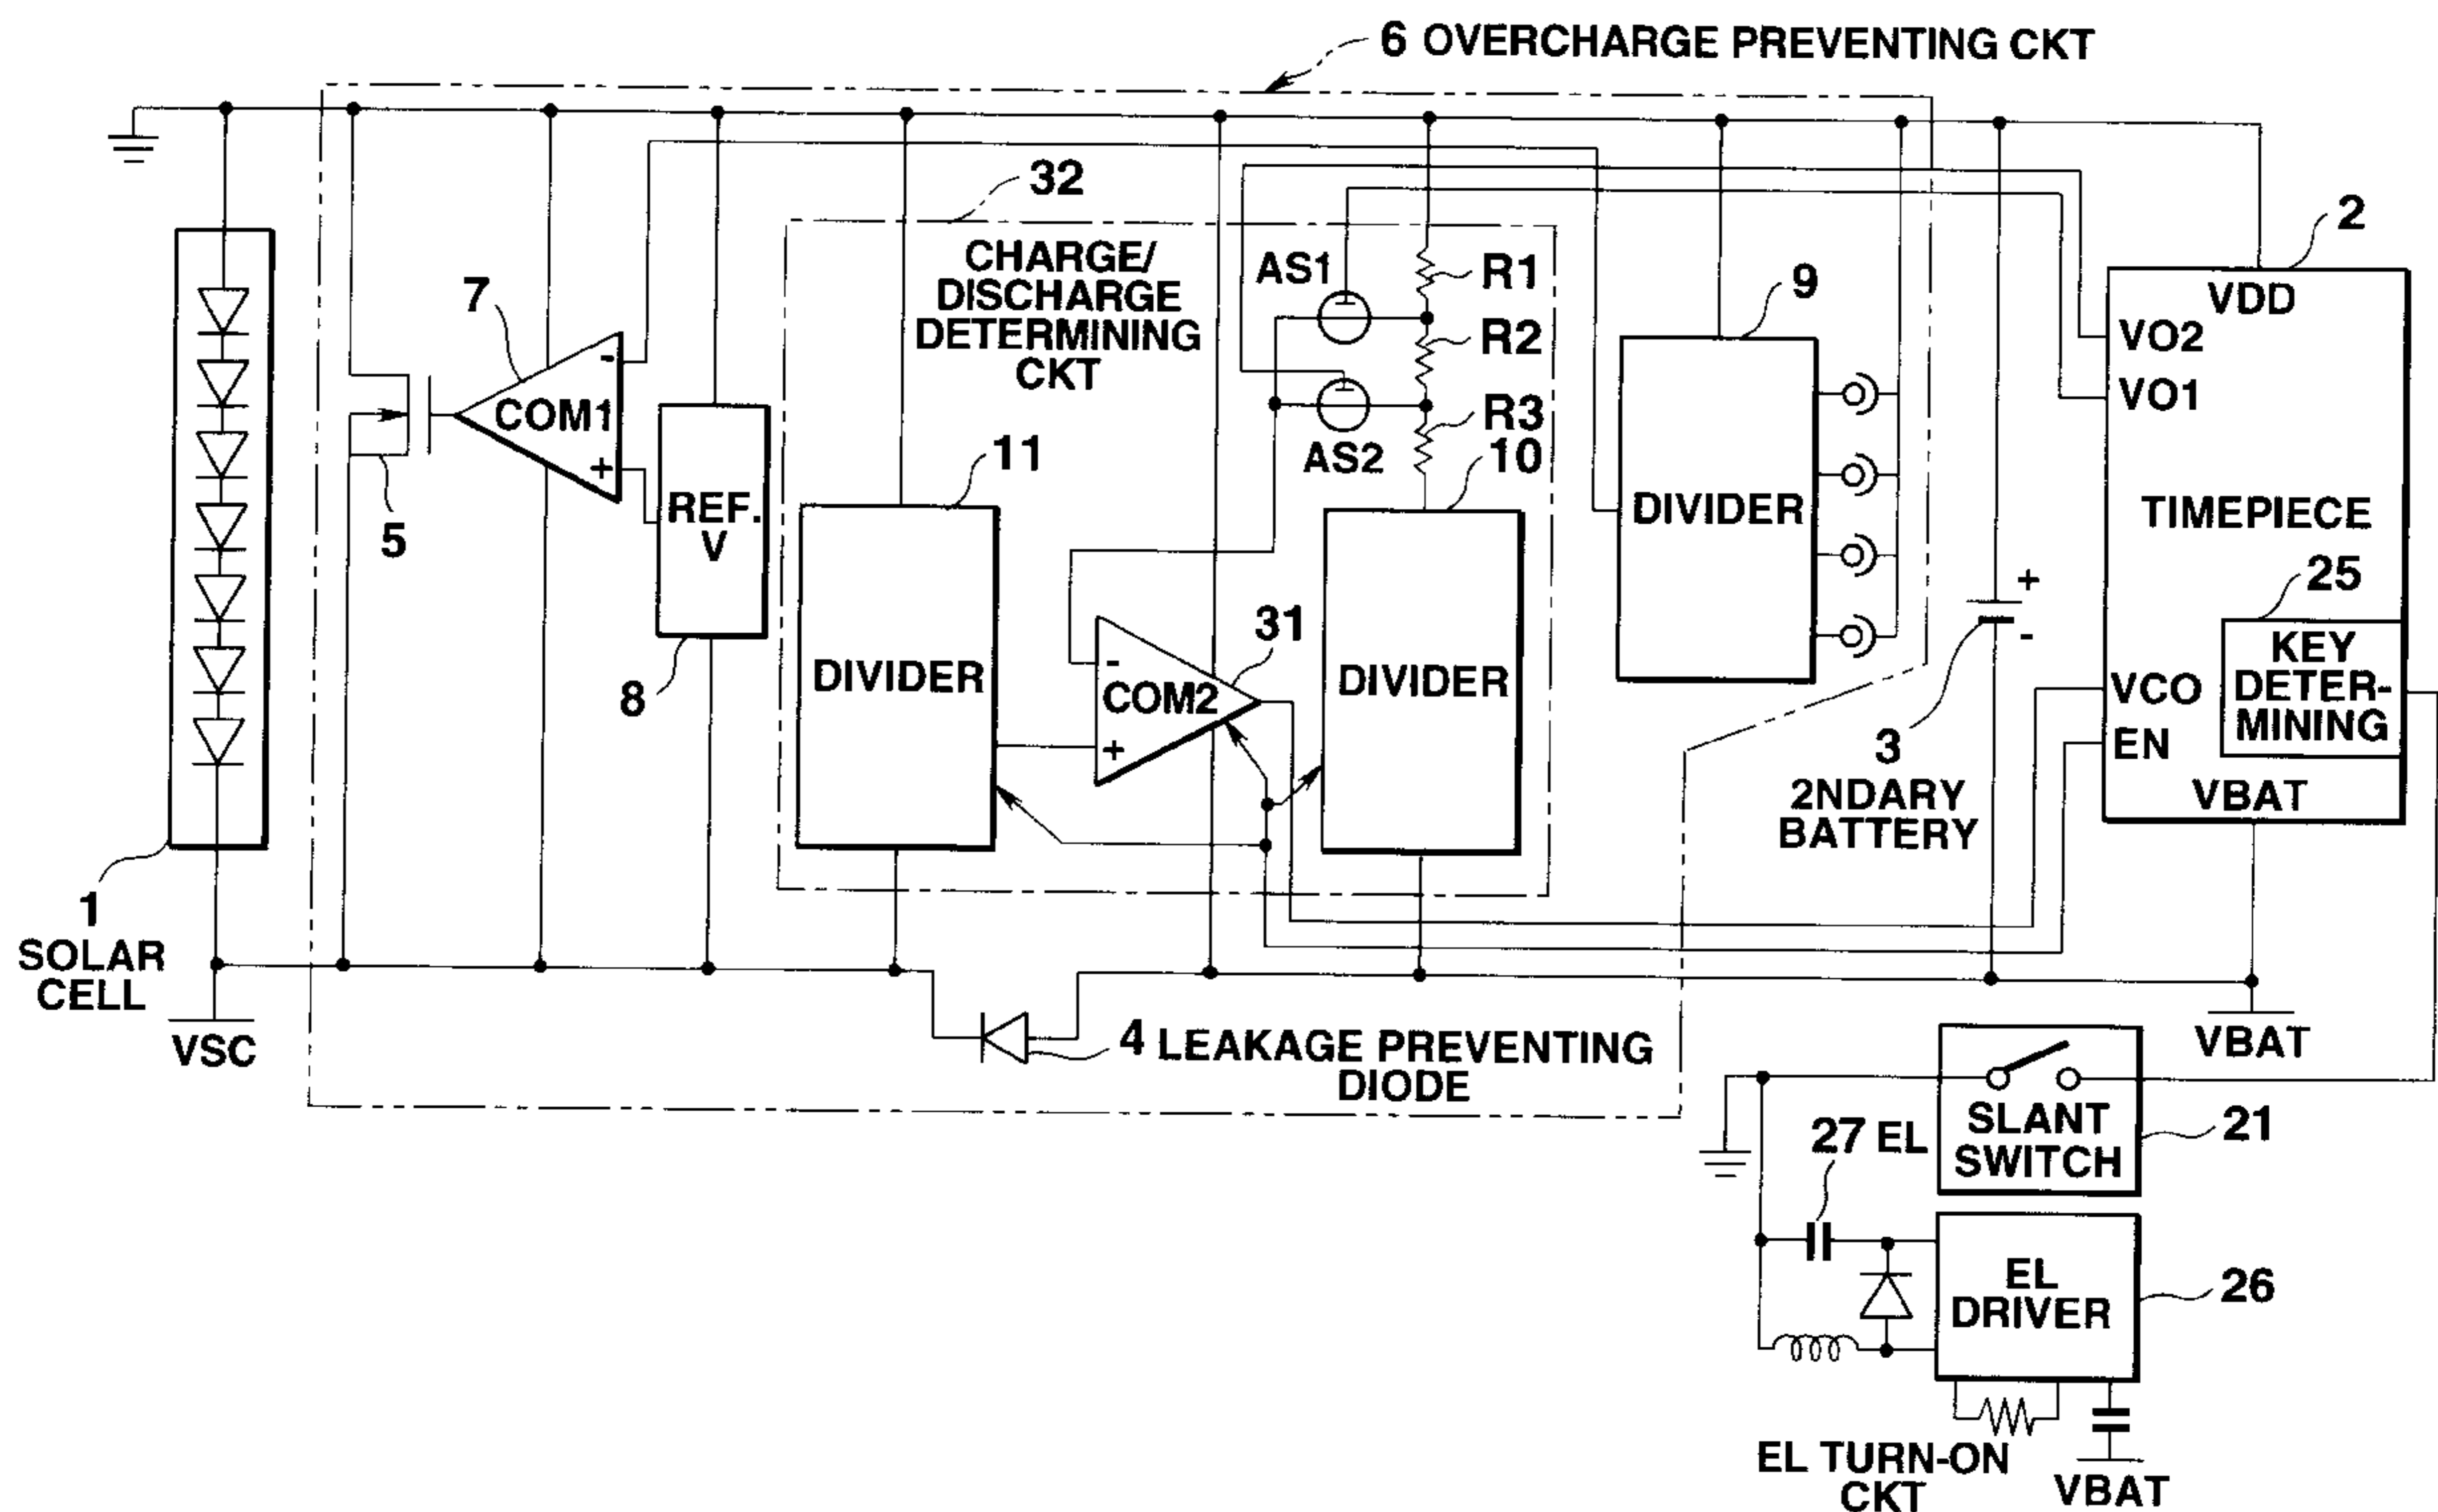 6 OVERCHARGE PREVENTING CKT
32
2
CHARGE/
DISCHARGE
DETERMINING
CKT
AS1
R1
R2
R3
AS2
10
11
9
7
COM1
-
+
5
REF.
V
8
DIVIDER
-
COM2
+
31
DIVIDER
DIVIDER
VDD
VO2
VO1
TIMEPIECE
25
KEY
DETER-
MINING
VCO
EN
VBAT
+
-
3
2NDARY
BATTERY
1
SOLAR
CELL
VSC
4 LEAKAGE PREVENTING
DIODE
VBAT
SLANT
SWITCH
21
27 EL
EL
DRIVER
26
EL TURN-ON
CKT
VBAT